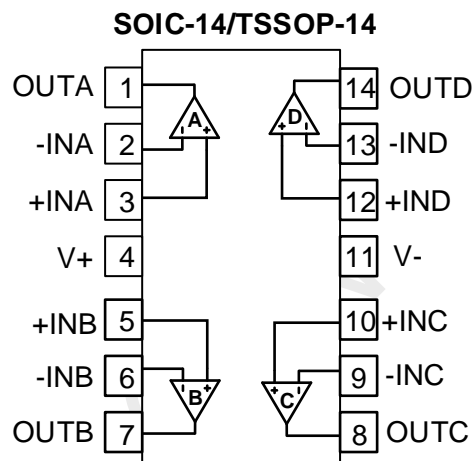 SOIC-14/TSSOP-14
OUTA 1 14 OUTD
A D
-INA 2 13 -IND
+INA 3 12 +IND
V+ 4 11 V-
+INB 5 10 +INC
-INB 6 9 -INC
B C
OUTB 7 8 OUTC